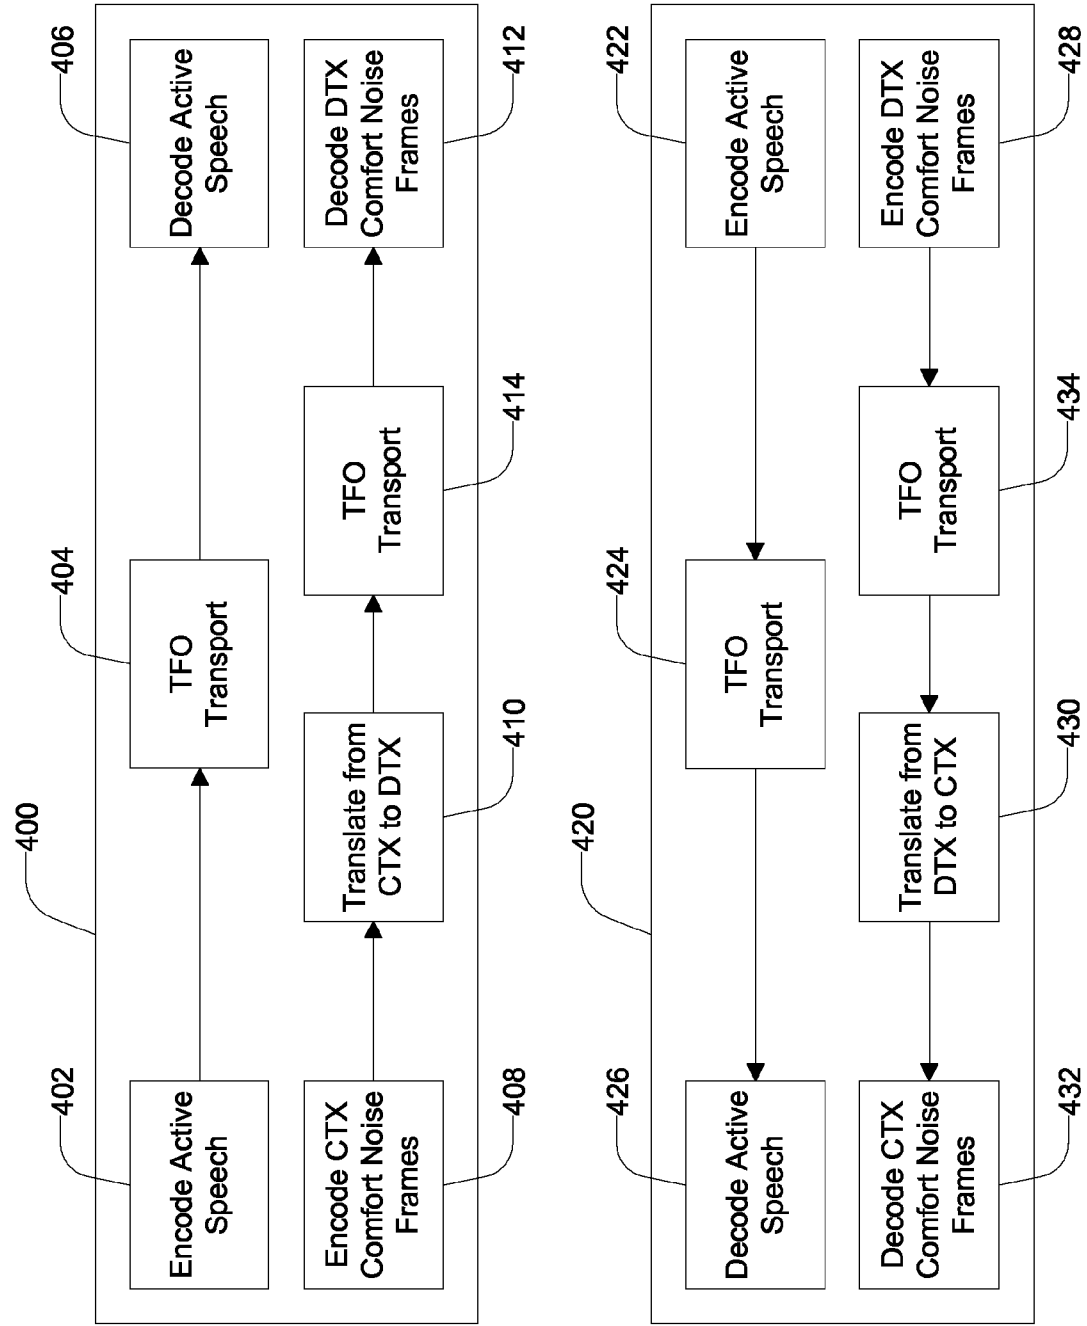 400
402
404
406
Encode Active
Speech
TFO
Transport
Decode Active
Speech
Encode CTX
Comfort Noise
Frames
Translate from
CTX to DTX
TFO
Transport
Decode DTX
Comfort Noise
Frames
408
410
414
412
420
426
424
422
Decode Active
Speech
TFO
Transport
Encode Active
Speech
Decode CTX
Comfort Noise
Frames
Translate from
DTX to CTX
TFO
Transport
Encode DTX
Comfort Noise
Frames
432
430
434
428